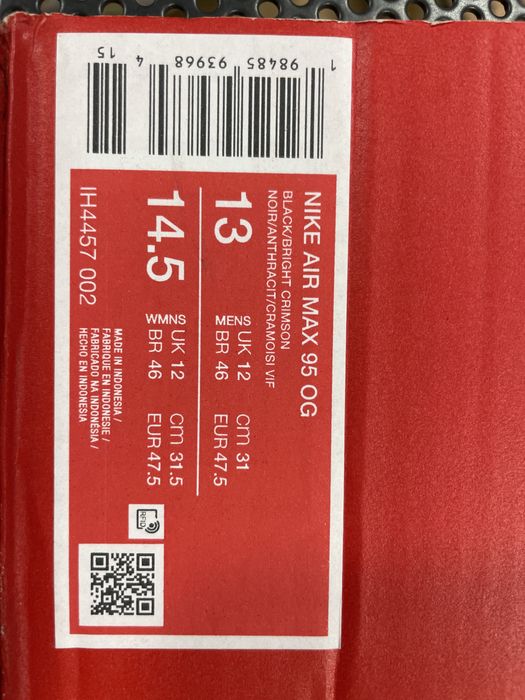 NIKE AIR MAX 95 OG
BLACK/BRIGHT CRIMSON
NOIR/ANTHRACIT/CRAMOISI VIF
13
MENS
UK 12
BR 46
cm 31
EUR 47.5
14.5
WMNS
UK 12
BR 46
cm 31.5
EUR 47.5
IH4457 002
MADE IN INDONESIA /
FABRIQUE EN INDONESIE /
FABRICADO NA INDONÉSIA /
HECHO EN INDONESIA
RFID
1 98485 93968 4
15